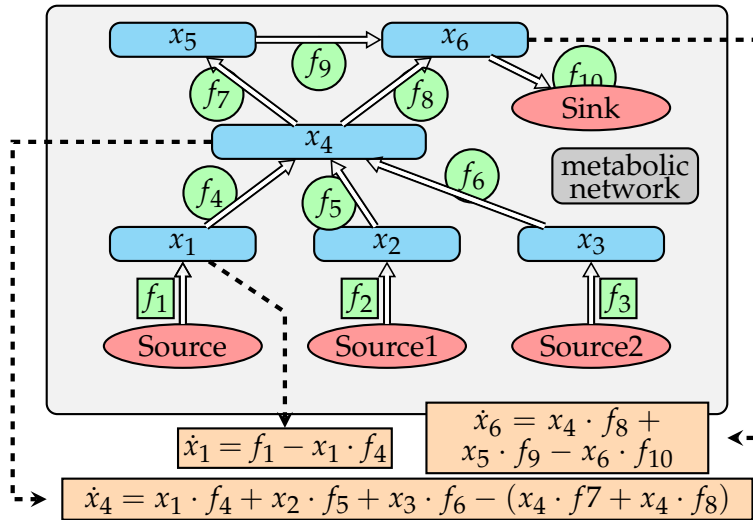 x5
f9
x6
f7
f8
f10
Sink
x4
metabolic
network
f4
f5
f6
x1
x2
x3
f1
f2
f3
Source
Source1
Source2
ẋ1 = f1 − x1 · f4
ẋ6 = x4 · f8 +
x5 · f9 − x6 · f10
ẋ4 = x1 · f4 + x2 · f5 + x3 · f6 − (x4 · f7 + x4 · f8)